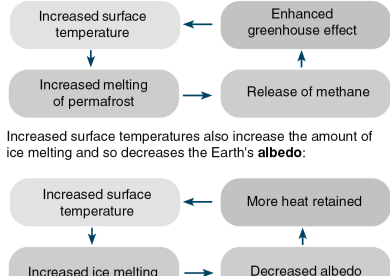 Increased surface
temperature
Enhanced
greenhouse effect
Increased melting
of permafrost
Release of methane
Increased surface temperatures also increase the amount of
ice melting and so decreases the Earth's albedo:
Increased surface
temperature
More heat retained
Increased ice melting
Decreased albedo